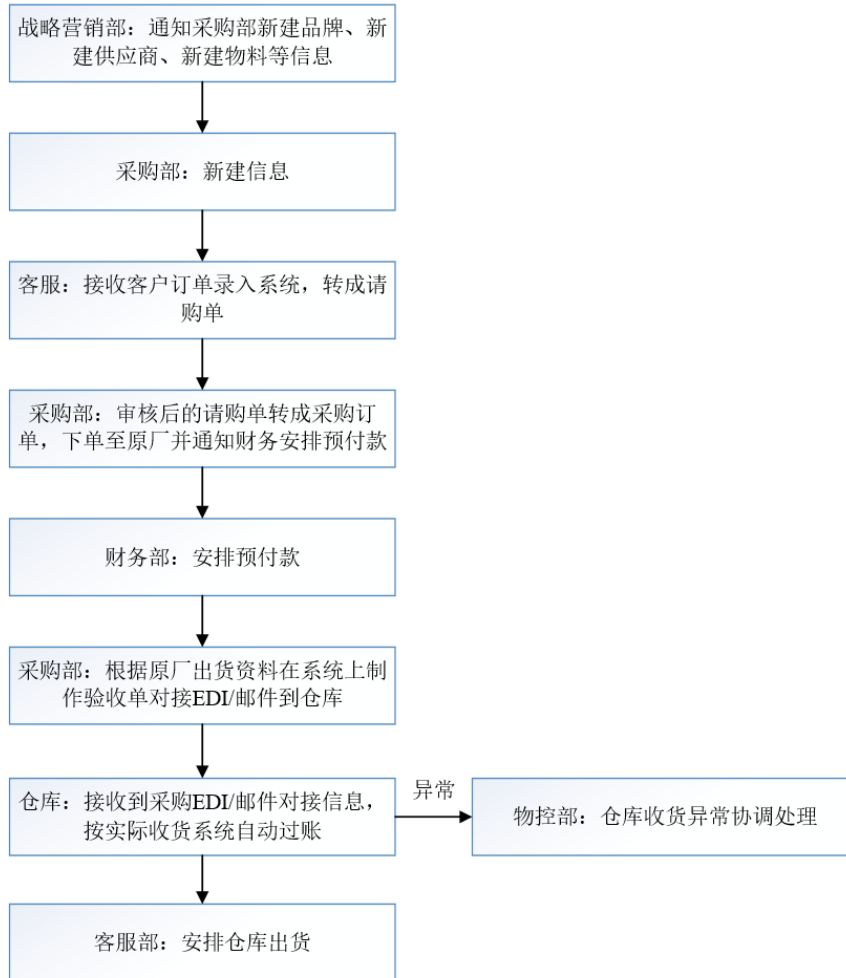 战略营销部：通知采购部新建品牌、新
建供应商、新建物料等信息
采购部：新建信息
客服：接收客户订单录入系统，转成请
购单
采购部：审核后的请购单转成采购订
单，下单至原厂并通知财务安排预付款
财务部：安排预付款
采购部：根据原厂出货资料在系统上制
作验收单对接EDI/邮件到仓库
仓库：接收到采购EDI/邮件对接信息，
按实际收货系统自动过账
异常
物控部：仓库收货异常协调处理
客服部：安排仓库出货